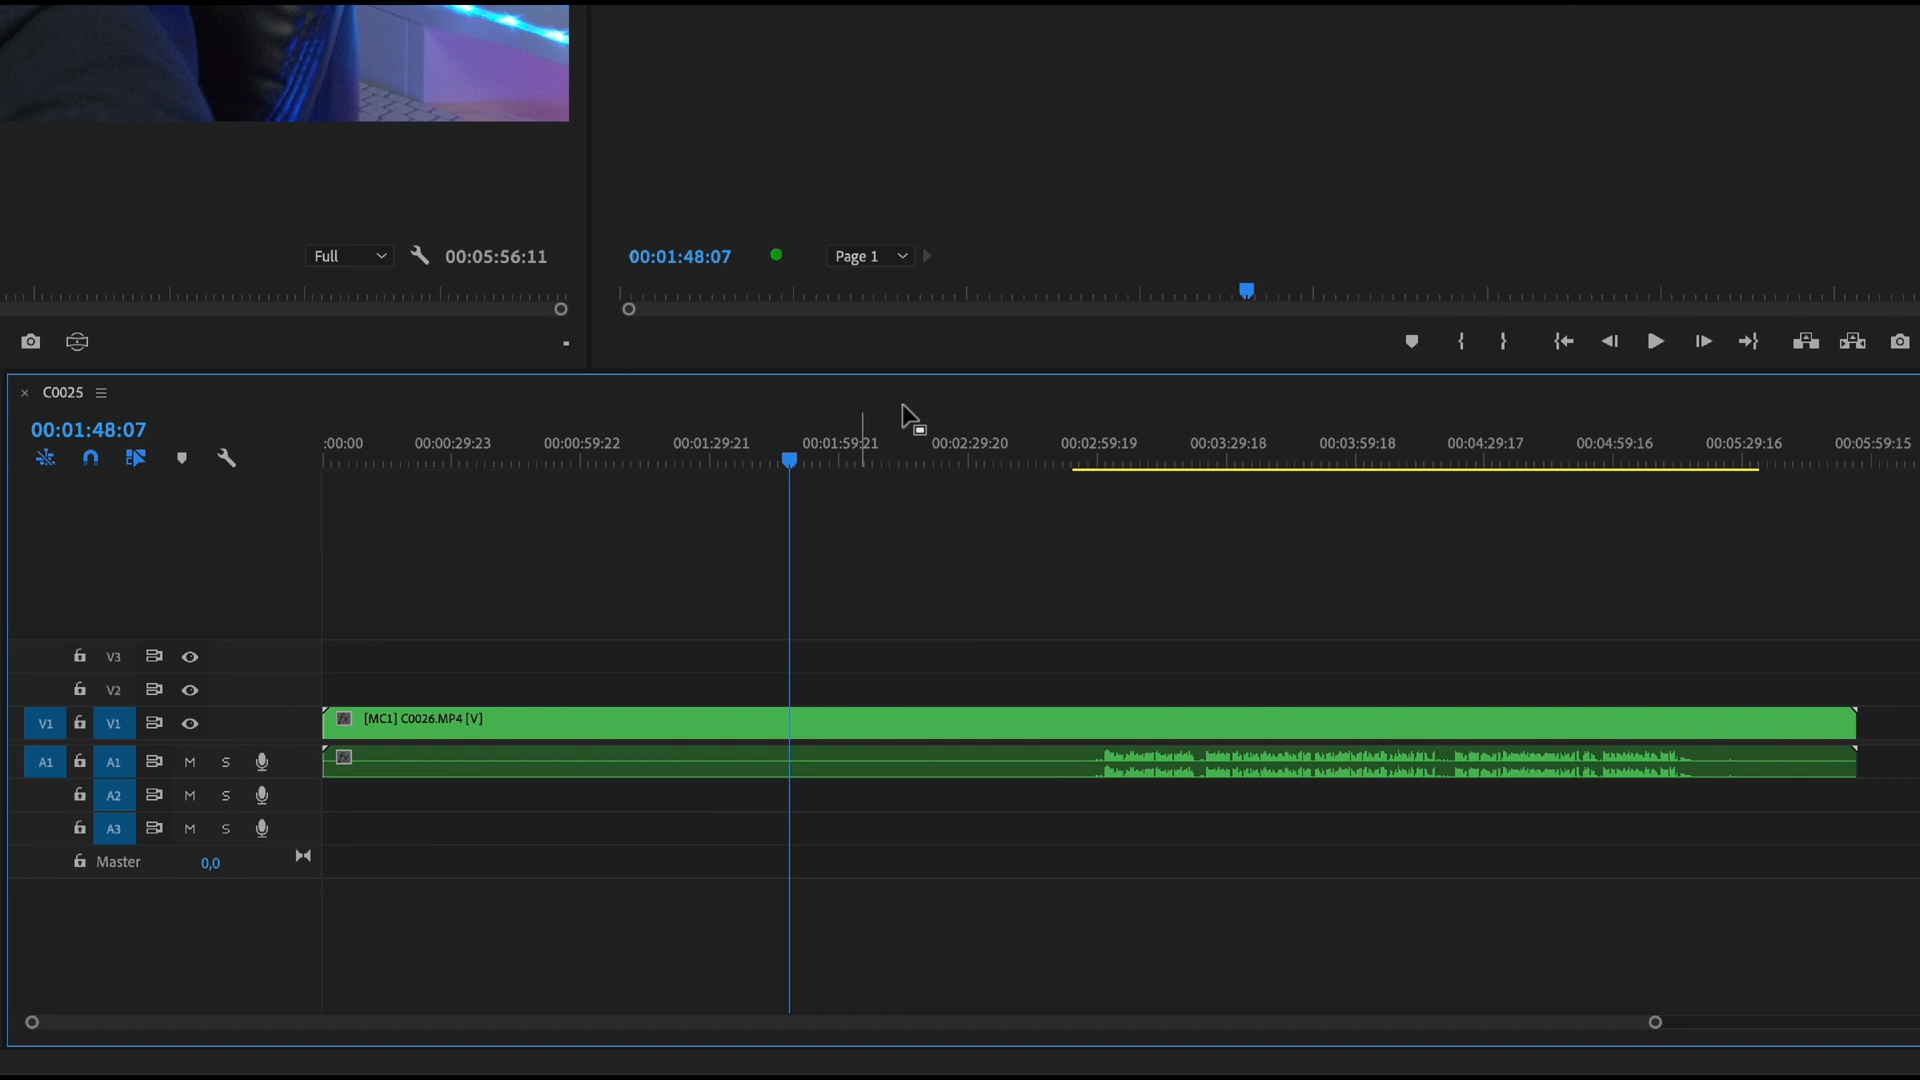 Full 00:05:56:11 00:01:48:07 Page 1
C0025
00:01:48:07
:00:00 00:00:29:23 00:00:59:22 00:01:29:21 00:01:59:21 00:02:29:20 00:02:59:19 00:03:29:18 00:03:59:18 00:04:29:17 00:04:59:16 00:05:29:16 00:05:59:15
V3
V2
V1 V1 fx [MC1] C0026.MP4 [V]
A1 A1 M S fx
A2 M S
A3 M S
Master 0,0